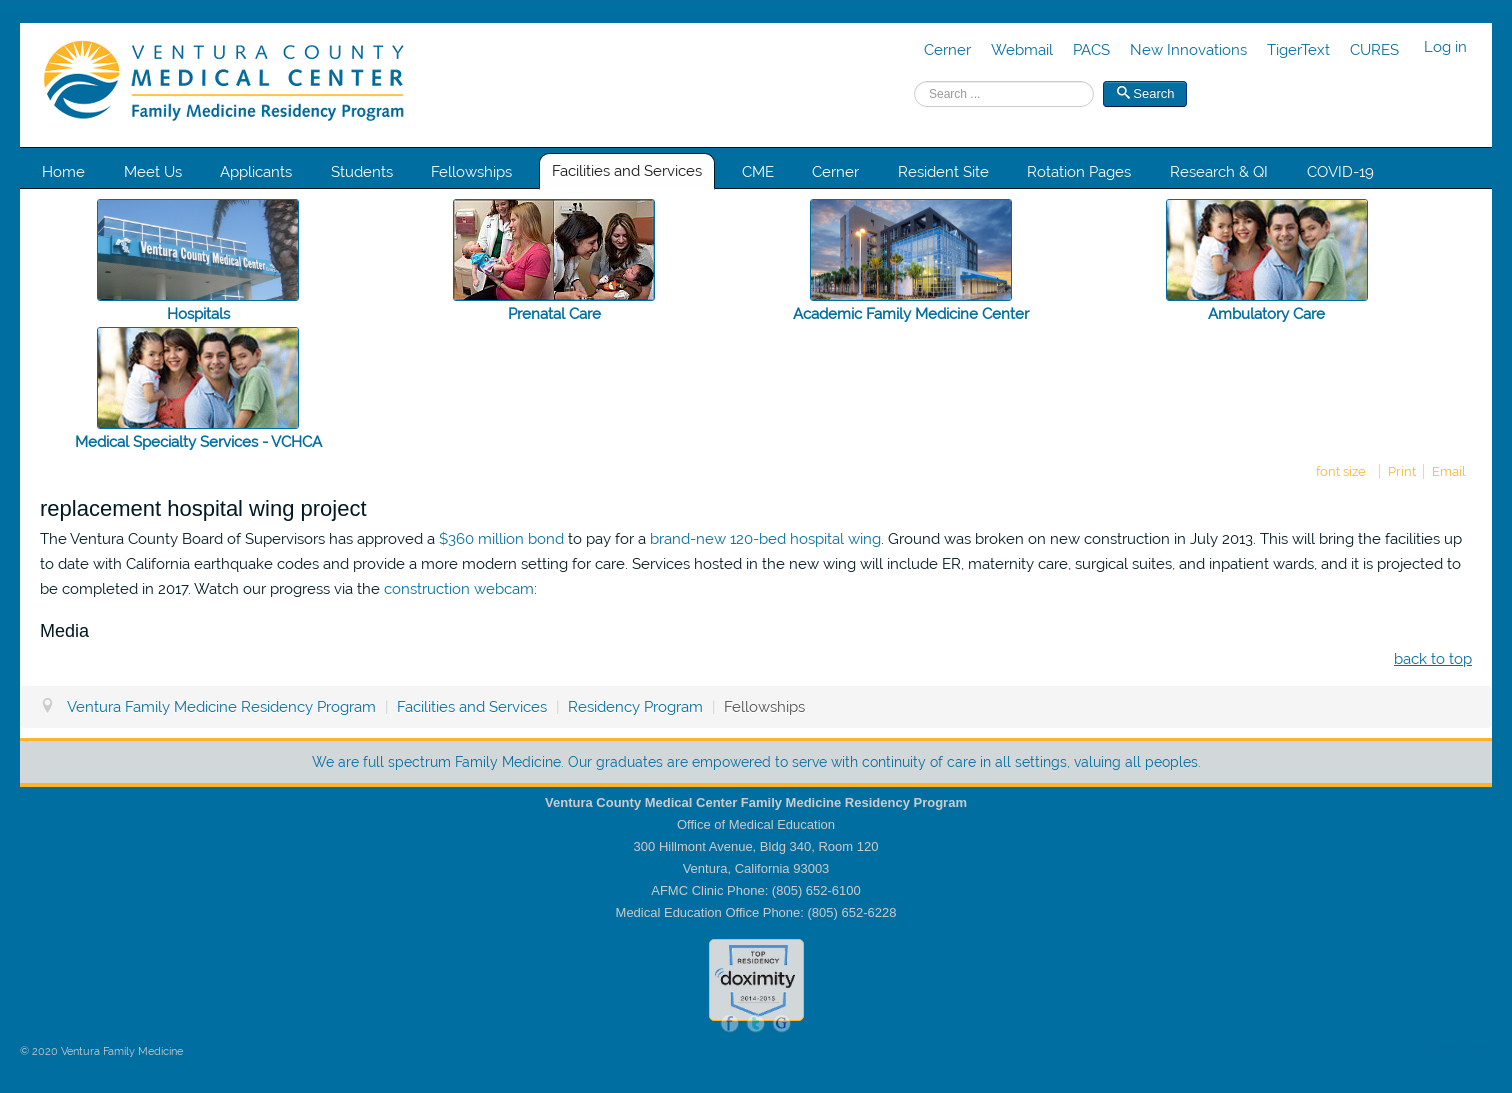 VENTURA COUNTY
MEDICAL CENTER
Family Medicine Residency Program
Cerner Webmail PACS New Innovations TigerText CURES Log in
Search ... Search
Home Meet Us Applicants Students Fellowships Facilities and Services CME Cerner Resident Site Rotation Pages Research & QI COVID-19
Ventura County Medical Center
Hospitals Prenatal Care Academic Family Medicine Center Ambulatory Care
Medical Specialty Services - VCHCA
font size Print Email
replacement hospital wing project
The Ventura County Board of Supervisors has approved a $360 million bond to pay for a brand-new 120-bed hospital wing. Ground was broken on new construction in July 2013. This will bring the facilities up
to date with California earthquake codes and provide a more modern setting for care. Services hosted in the new wing will include ER, maternity care, surgical suites, and inpatient wards, and it is projected to
be completed in 2017. Watch our progress via the construction webcam:
Media
back to top
Ventura Family Medicine Residency Program | Facilities and Services | Residency Program | Fellowships
We are full spectrum Family Medicine. Our graduates are empowered to serve with continuity of care in all settings, valuing all peoples.
Ventura County Medical Center Family Medicine Residency Program
Office of Medical Education
300 Hillmont Avenue, Bldg 340, Room 120
Ventura, California 93003
AFMC Clinic Phone: (805) 652-6100
Medical Education Office Phone: (805) 652-6228
TOP
RESIDENCY
doximity
2014-2015
f t G
© 2020 Ventura Family Medicine